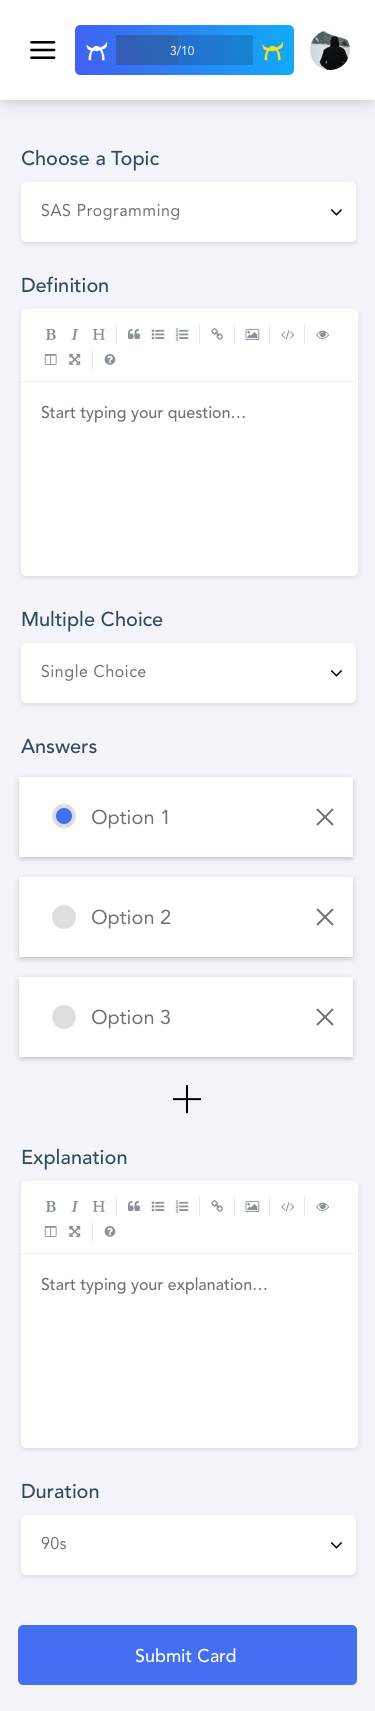 3/10
Choose a Topic
SAS Programming
Definition
B I H
Start typing your question...
Multiple Choice
Single Choice
Answers
Option 1
Option 2
Option 3
Explanation
B I H
Start typing your explanation...
Duration
90s
Submit Card